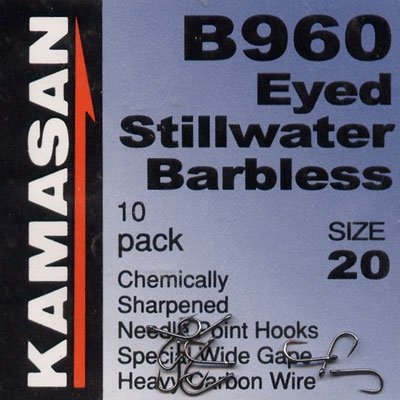 KAMASAN
B960
Eyed
Stillwater
Barbless
10
pack
SIZE
20
Chemically
Sharpened
Needle Point Hooks
Special Wide Gape
Heavy Carbon Wire